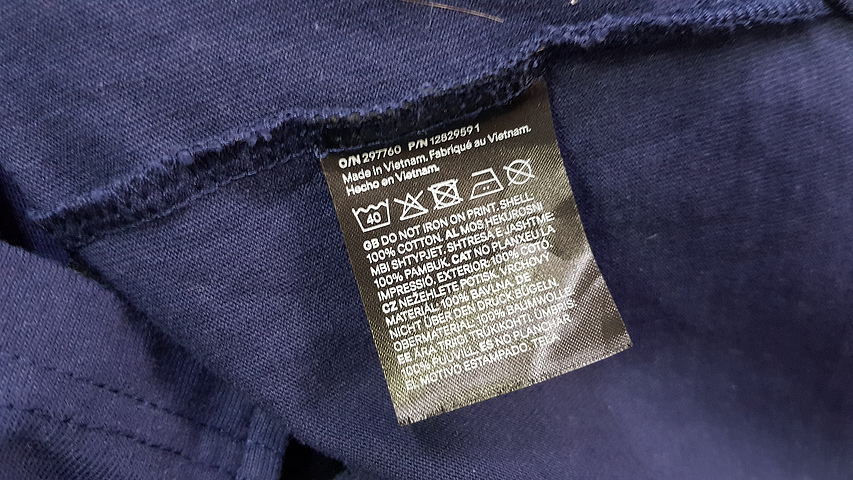 O/N 297760 P/N 12829591
Made in Vietnam. Fabriqué au Vietnam.
Hecho en Vietnam.
40
GB DO NOT IRON ON PRINT. SHELL:
100% COTTON. AL MOS HEKUROSNI
MBI SHTYPJET. SHTRESA E JASHTME:
100% PAMBUK. CAT NO PLANXEU LA
IMPRESSIÓ. EXTERIOR: 100% COTÓ.
CZ NEŽEHLETE POTISK. VRCHOVÝ
MATERIÁL: 100% BAVLNA. DE
NICHT ÜBER DEN DRUCK BÜGELN.
OBERMATERIAL: 100% BAUMWOLLE.
EE ÄRA TRIIGI TRÜKIKOHTI. ÜMBRIS:
100% PUUVILL. ES NO PLANCHAR
EL MOTIVO ESTAMPADO. TELA